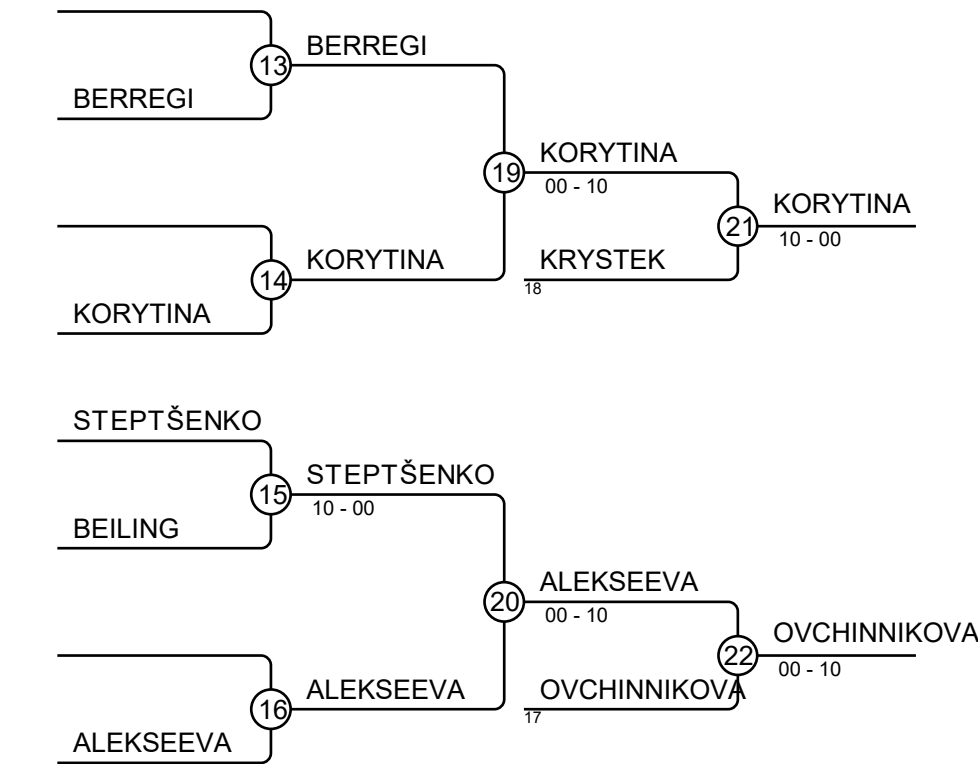 BERREGI
13
BERREGI
KORYTINA
19
00 - 10
KORYTINA
21
10 - 00
KORYTINA
14
KRYSTEK
18
KORYTINA
STEPTŠENKO
STEPTŠENKO
15
10 - 00
BEILING
ALEKSEEVA
20
00 - 10
OVCHINNIKOVA
22
00 - 10
ALEKSEEVA
16
OVCHINNIKOVA
17
ALEKSEEVA